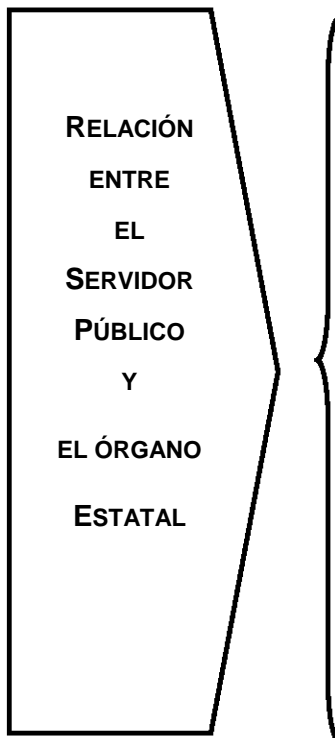 RELACIÓN
ENTRE
EL
SERVIDOR
PÚBLICO
Y
EL ÓRGANO
ESTATAL